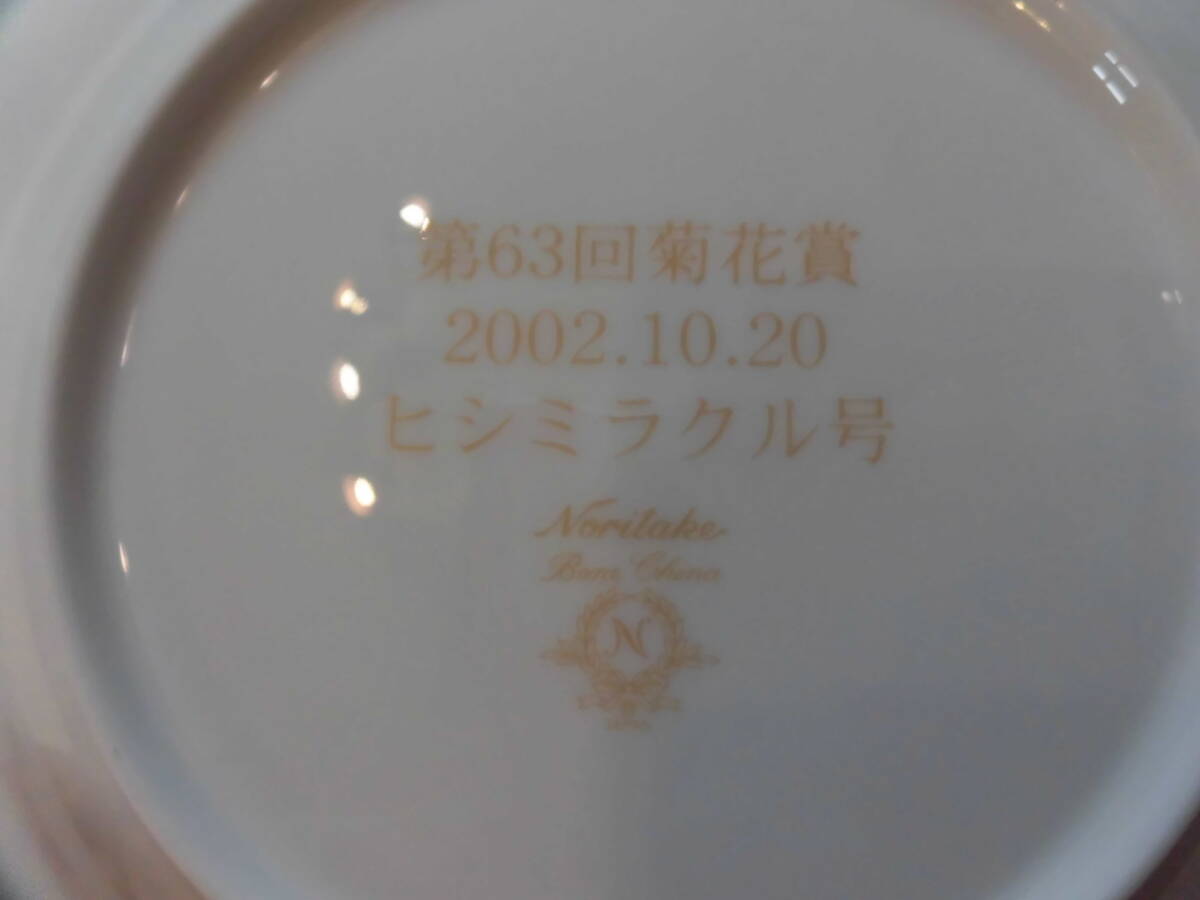 第63回菊花賞
2002.10.20
ヒシミラクル号
Noritake
Bone China
N